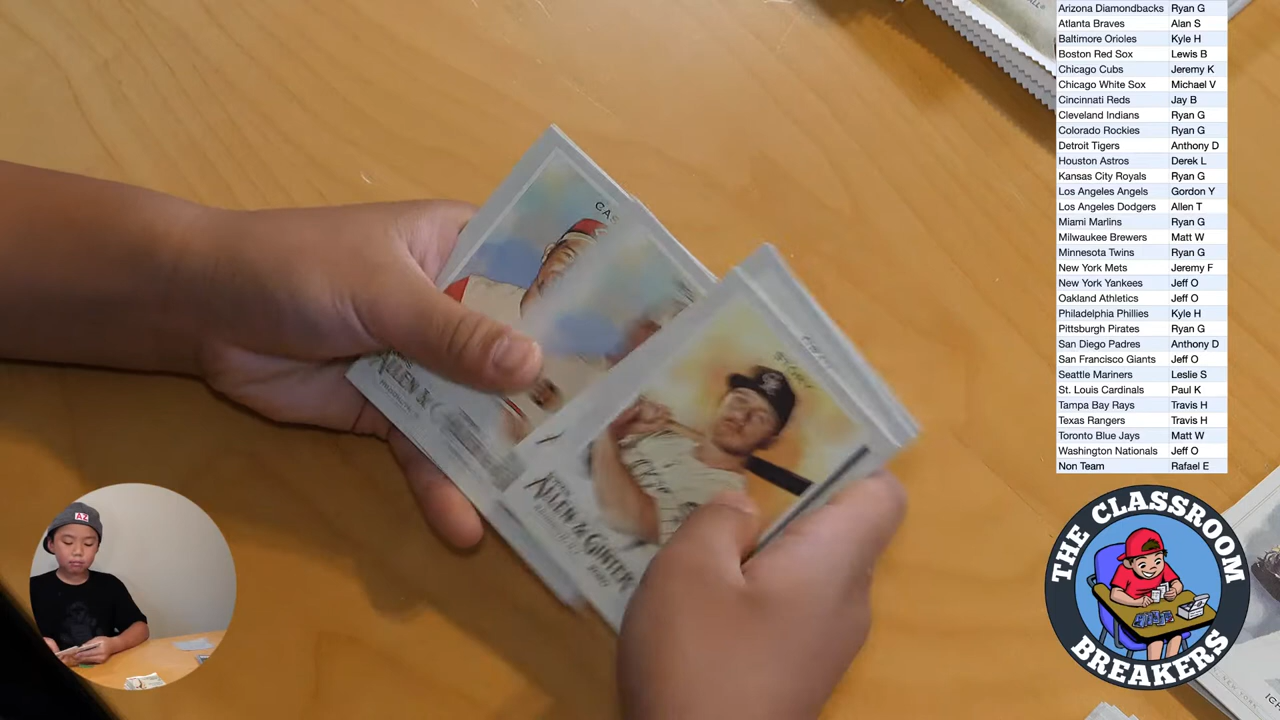 Arizona Diamondbacks Ryan G
Atlanta Braves Alan S
Baltimore Orioles Kyle H
Boston Red Sox Lewis B
Chicago Cubs Jeremy K
Chicago White Sox Michael V
Cincinnati Reds Jay B
Cleveland Indians Ryan G
Colorado Rockies Ryan G
Detroit Tigers Anthony D
Houston Astros Derek L
Kansas City Royals Ryan G
Los Angeles Angels Gordon Y
Los Angeles Dodgers Allen T
Miami Marlins Ryan G
Milwaukee Brewers Matt W
Minnesota Twins Ryan G
New York Mets Jeremy F
New York Yankees Jeff O
Oakland Athletics Jeff O
Philadelphia Phillies Kyle H
Pittsburgh Pirates Ryan G
San Diego Padres Anthony D
San Francisco Giants Jeff O
Seattle Mariners Leslie S
St. Louis Cardinals Paul K
Tampa Bay Rays Travis H
Texas Rangers Travis H
Toronto Blue Jays Matt W
Washington Nationals Jeff O
Non Team Rafael E
ALLEN &
ALLEN & GINTER
AZ
THE CLASSROOM
BREAKERS
NEW YORK